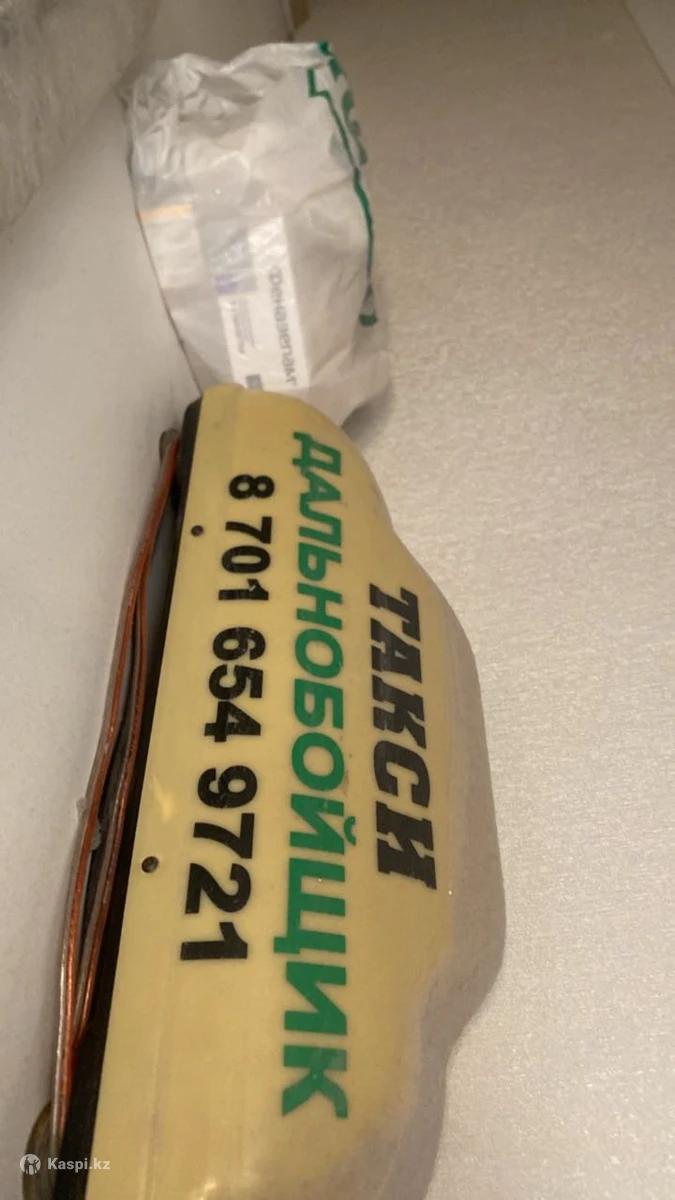 ТАКСИ
ДАЛЬНОБОЙЩИК
8 701 654 9721
Kaspi.kz